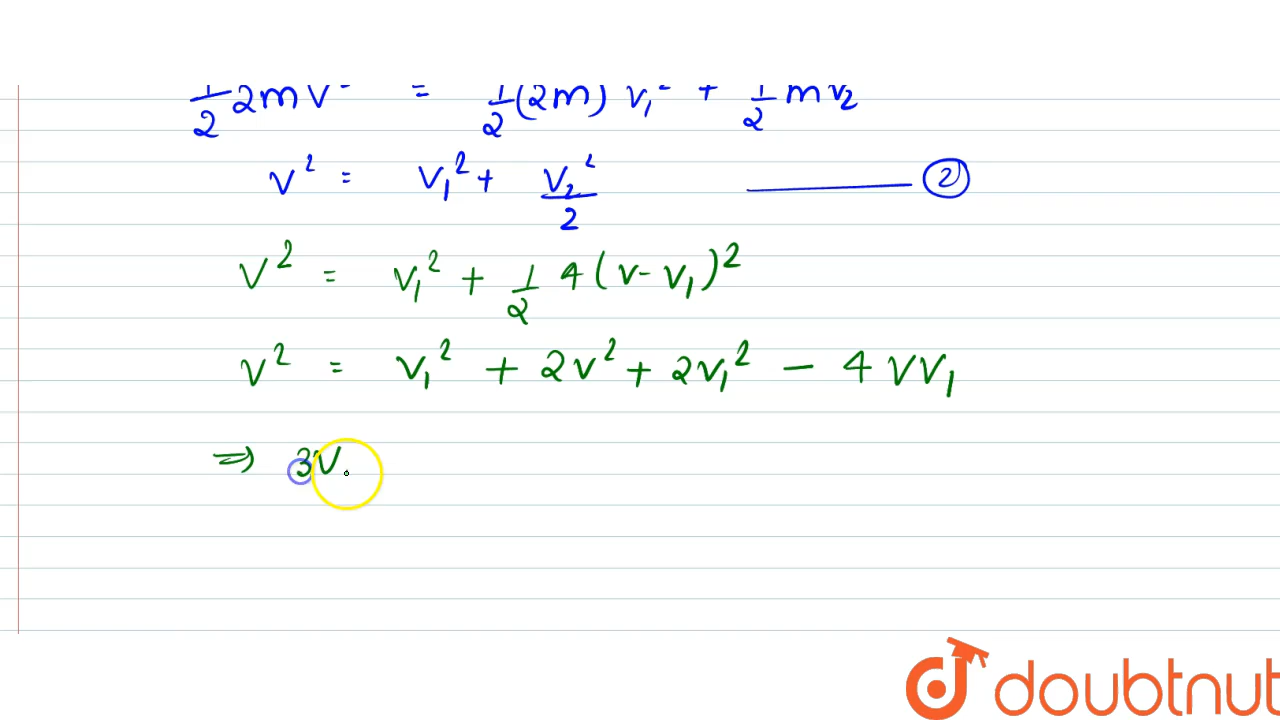 1/2 2mv² = 1/2 (2m) v₁² + 1/2 m v₂
v² = v₁² + v₂²/2 ——— ②
v² = v₁² + 1/2 4(v-v₁)²
v² = v₁² + 2v² + 2v₁² - 4vv₁
⇒ 3v
doubtnut